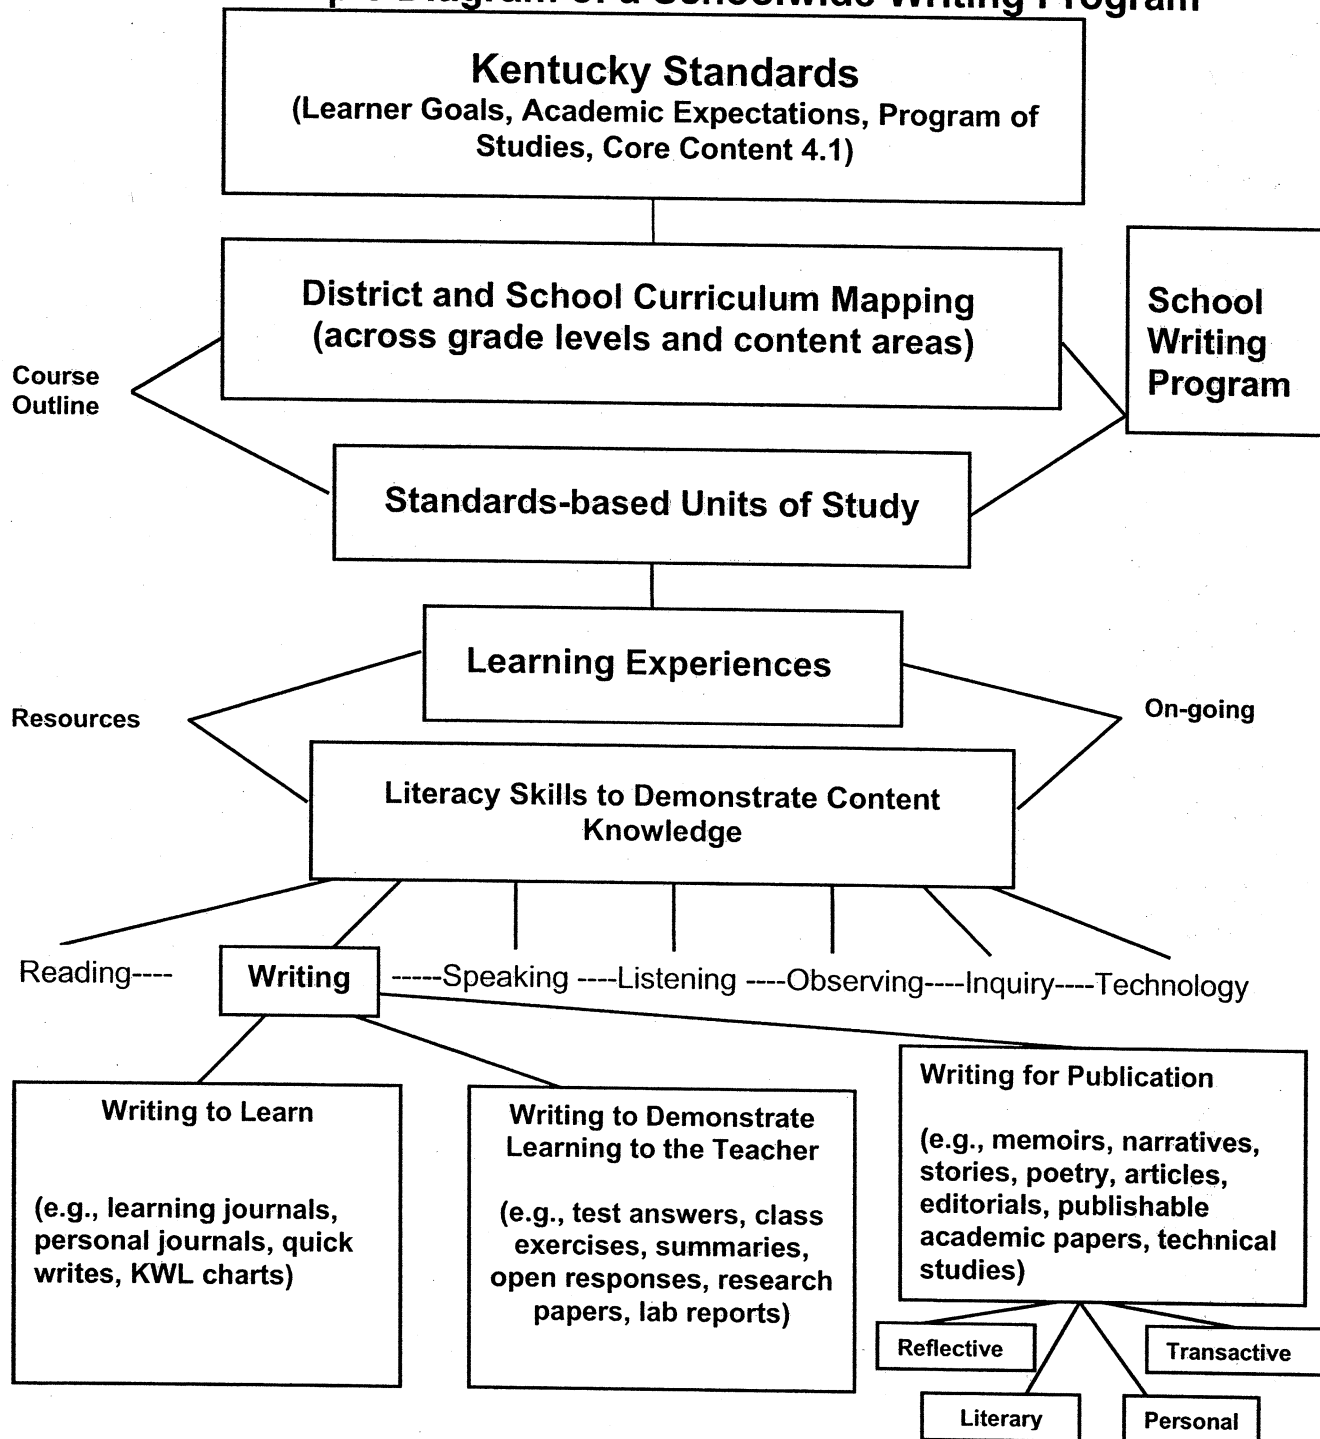 Diagram of a Schoolwide Writing Program
Kentucky Standards
(Learner Goals, Academic Expectations, Program of
Studies, Core Content 4.1)
District and School Curriculum Mapping
(across grade levels and content areas)
School
Writing
Program
Course
Outline
Standards-based Units of Study
Learning Experiences
Resources
On-going
Literacy Skills to Demonstrate Content
Knowledge
Reading---- Writing -----Speaking ----Listening ----Observing----Inquiry----Technology
Writing to Learn
(e.g., learning journals,
personal journals, quick
writes, KWL charts)
Writing to Demonstrate
Learning to the Teacher
(e.g., test answers, class
exercises, summaries,
open responses, research
papers, lab reports)
Writing for Publication
(e.g., memoirs, narratives,
stories, poetry, articles,
editorials, publishable
academic papers, technical
studies)
Reflective
Transactive
Literary
Personal